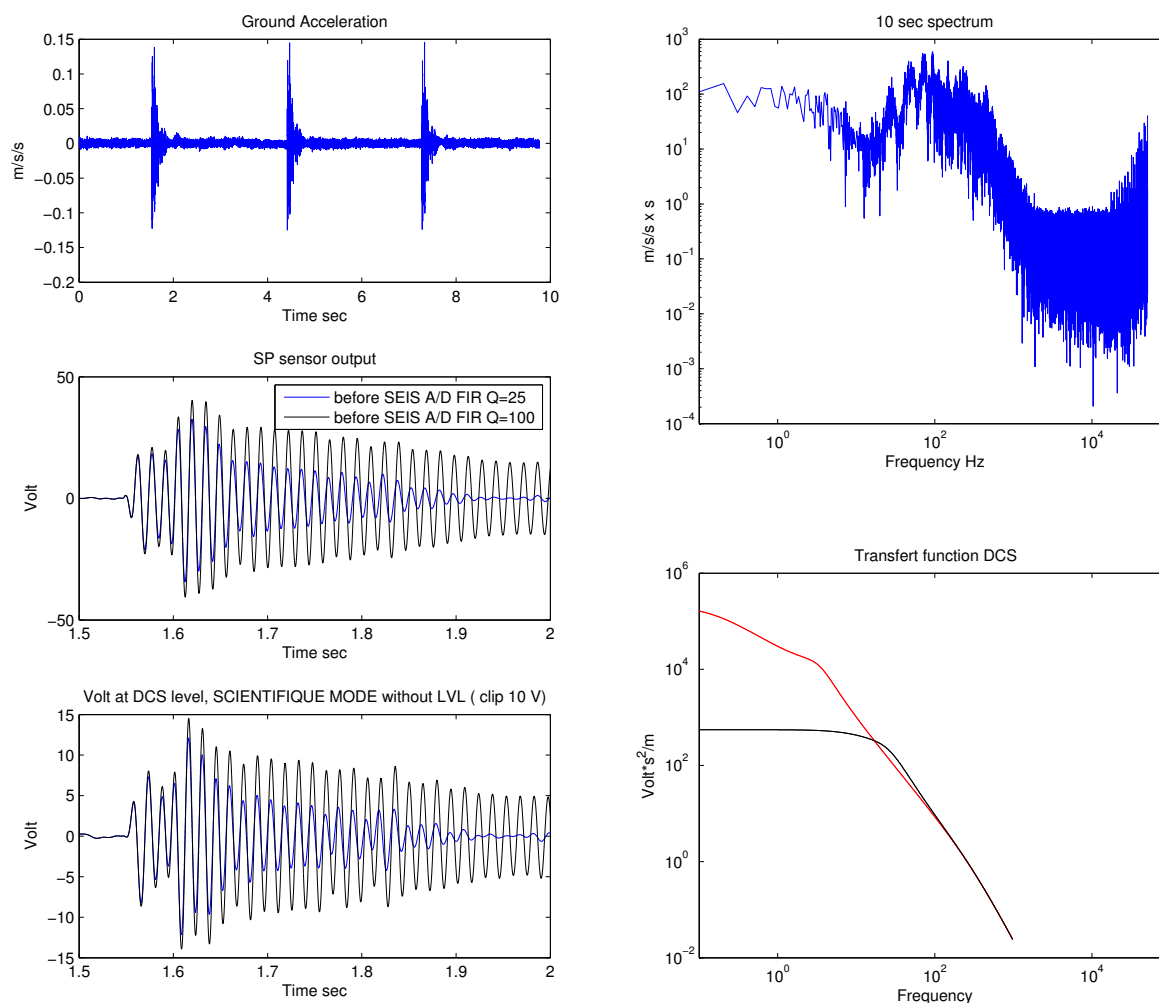 Ground Acceleration
0.15
0.1
0.05
0
−0.05
−0.1
−0.15
−0.2
m/s/s
0 2 4 6 8 10
Time sec
SP sensor output
50
0
−50
Volt
before SEIS A/D FIR Q=25
before SEIS A/D FIR Q=100
1.5 1.6 1.7 1.8 1.9 2
Time sec
Volt at DCS level, SCIENTIFIQUE MODE without LVL ( clip 10 V)
15
10
5
0
−5
−10
−15
Volt
1.5 1.6 1.7 1.8 1.9 2
Time sec
10 sec spectrum
10^2
10^1
10^0
10^−1
10^−2
10^−3
10^−4
m/s/s x s
10^0 10^2 10^4
Frequency Hz
Transfert function DCS
10^6
10^4
10^2
10^0
10^−2
Volt*s^2/m
10^0 10^2 10^4
Frequency